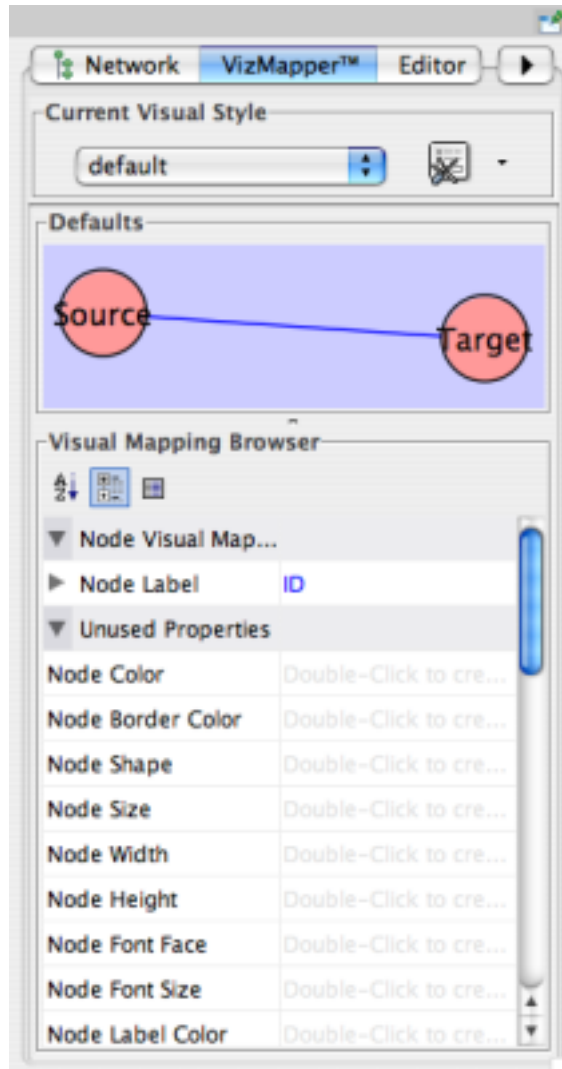 Network VizMapper™ Editor
Current Visual Style
default
Defaults
Source
Target
Visual Mapping Browser
Node Visual Map...
Node Label ID
Unused Properties
Node Color Double-Click to cre...
Node Border Color Double-Click to cre...
Node Shape Double-Click to cre...
Node Size Double-Click to cre...
Node Width Double-Click to cre...
Node Height Double-Click to cre...
Node Font Face Double-Click to cre...
Node Font Size Double-Click to cre...
Node Label Color Double-Click to cre...